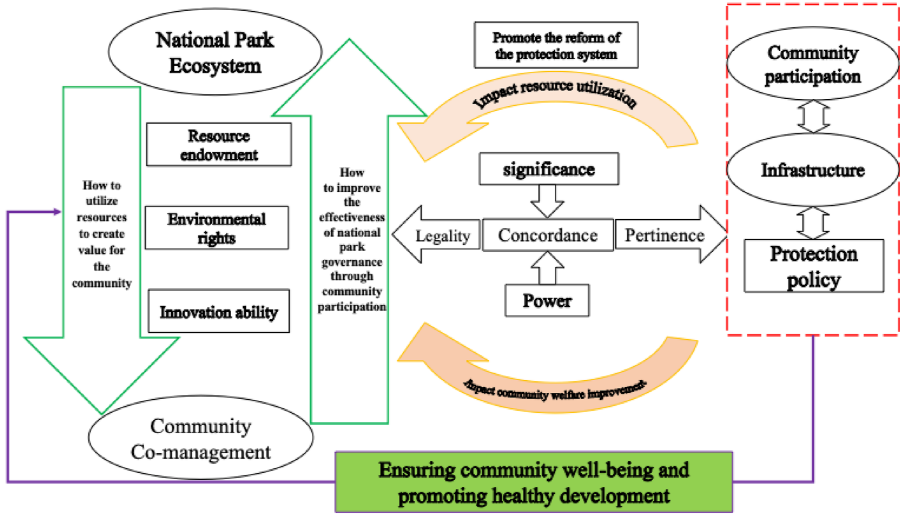 National Park
Ecosystem
How to
utilize
resources
to create
value for
the
community
Resource
endowment
Environmental
rights
Innovation ability
How
to improve
the
effectiveness
of national
park
governance
through
community
participation
Community
Co-management
Promote the reform of
the protection system
Impact resource utilization
significance
Legality
Concordance
Pertinence
Power
Impact community welfare improvement
Community
participation
Infrastructure
Protection
policy
Ensuring community well-being and
promoting healthy development